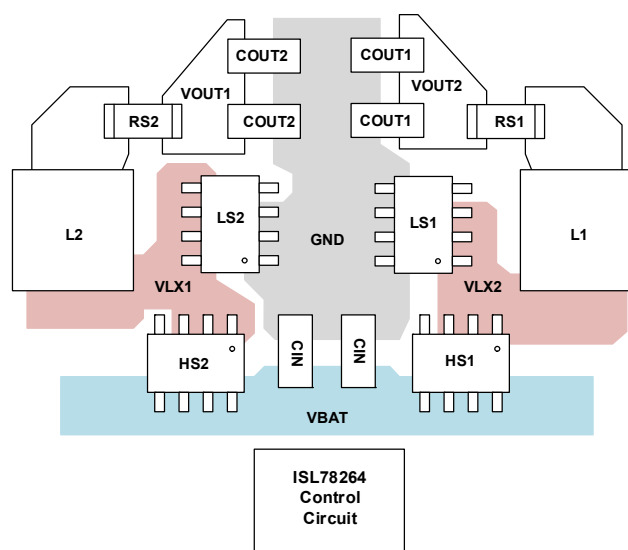 COUT2
COUT1
VOUT1
VOUT2
RS2
COUT2
COUT1
RS1
L2
LS2
GND
LS1
L1
VLX1
VLX2
HS2
CIN
CIN
HS1
VBAT
ISL78264
Control
Circuit